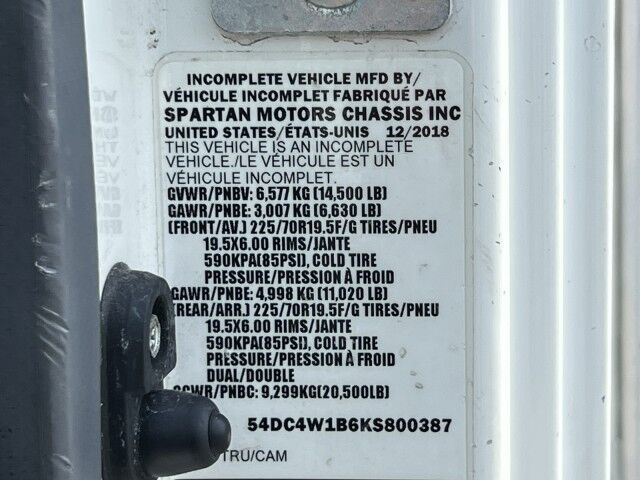 INCOMPLETE VEHICLE MFD BY/
VÉHICULE INCOMPLET FABRIQUÉ PAR
SPARTAN MOTORS CHASSIS INC
UNITED STATES/ÉTATS-UNIS 12/2018
THIS VEHICLE IS AN INCOMPLETE
VEHICLE./LE VÉHICULE EST UN
VÉHICULE INCOMPLET.
GVWR/PNBV: 6,577 KG (14,500 LB)
GAWR/PNBE: 3,007 KG (6,630 LB)
(FRONT/AV.) 225/70R19.5F/G TIRES/PNEU
19.5X6.00 RIMS/JANTE
590KPA(85PSI), COLD TIRE
PRESSURE/PRESSION À FROID
GAWR/PNBE: 4,998 KG (11,020 LB)
(REAR/ARR.) 225/70R19.5F/G TIRES/PNEU
19.5X6.00 RIMS/JANTE
590KPA(85PSI), COLD TIRE
PRESSURE/PRESSION À FROID
DUAL/DOUBLE
GCWR/PNBC: 9,299KG(20,500LB)
54DC4W1B6KS800387
TRU/CAM